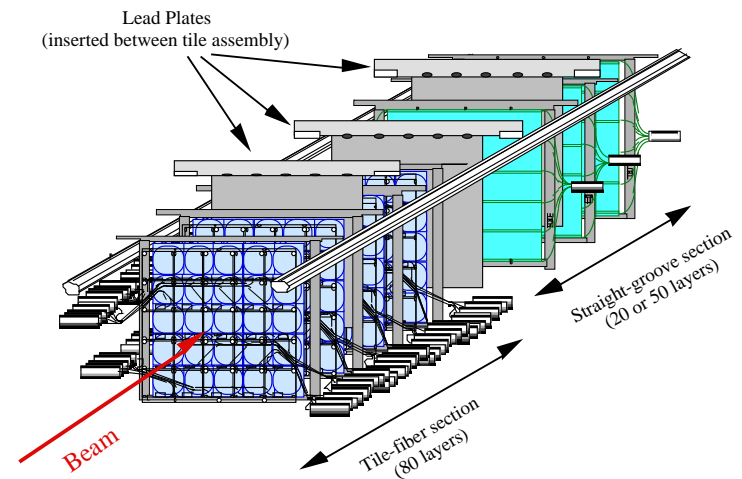 Lead Plates
(inserted between tile assembly)
Straight-groove section
(20 or 50 layers)
Tile-fiber section
(80 layers)
Beam